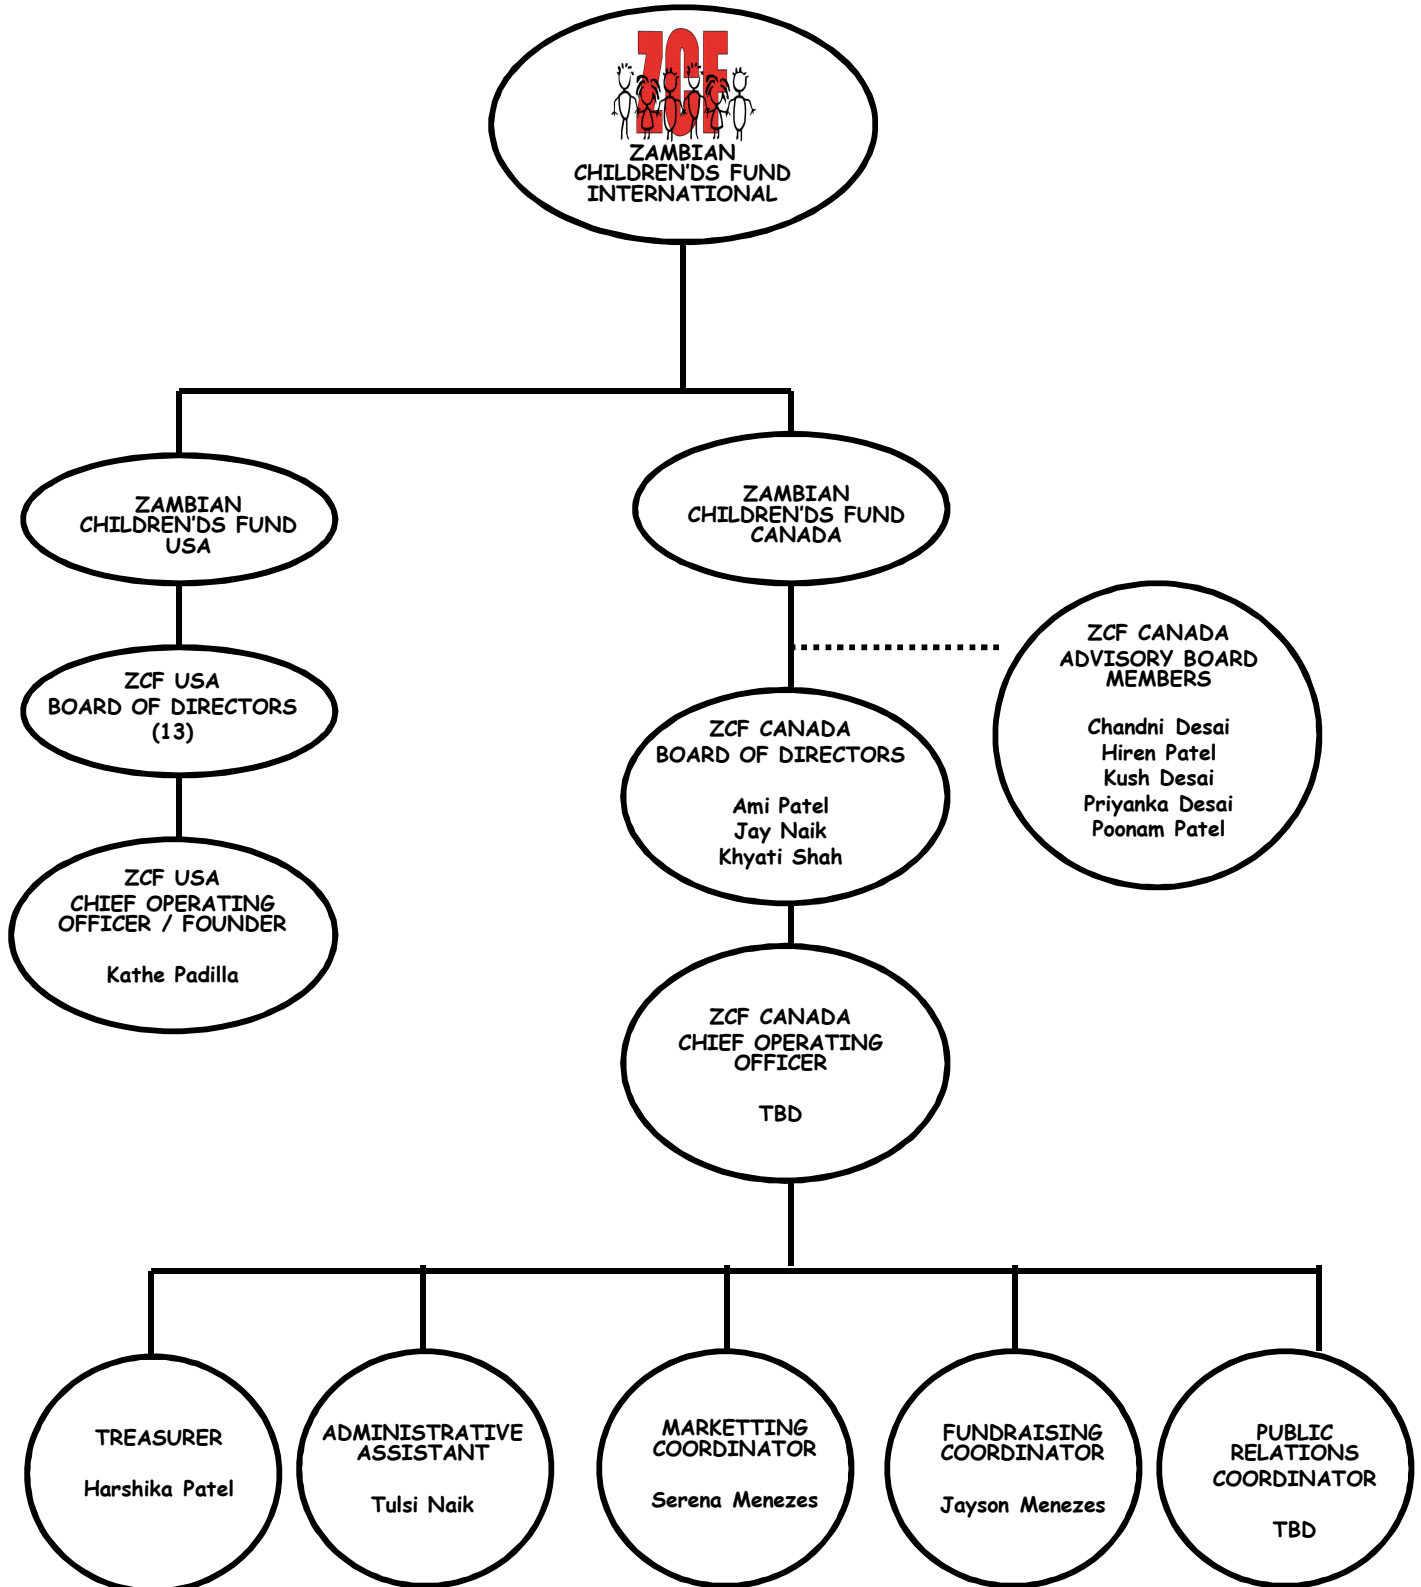 ZCF
ZAMBIAN
CHILDREN'DS FUND
INTERNATIONAL
ZAMBIAN
CHILDREN'DS FUND
USA
ZAMBIAN
CHILDREN'DS FUND
CANADA
ZCF USA
BOARD OF DIRECTORS
(13)
ZCF CANADA
BOARD OF DIRECTORS
Ami Patel
Jay Naik
Khyati Shah
ZCF CANADA
ADVISORY BOARD
MEMBERS
Chandni Desai
Hiren Patel
Kush Desai
Priyanka Desai
Poonam Patel
ZCF USA
CHIEF OPERATING
OFFICER / FOUNDER
Kathe Padilla
ZCF CANADA
CHIEF OPERATING
OFFICER
TBD
TREASURER
Harshika Patel
ADMINISTRATIVE
ASSISTANT
Tulsi Naik
MARKETTING
COORDINATOR
Serena Menezes
FUNDRAISING
COORDINATOR
Jayson Menezes
PUBLIC
RELATIONS
COORDINATOR
TBD